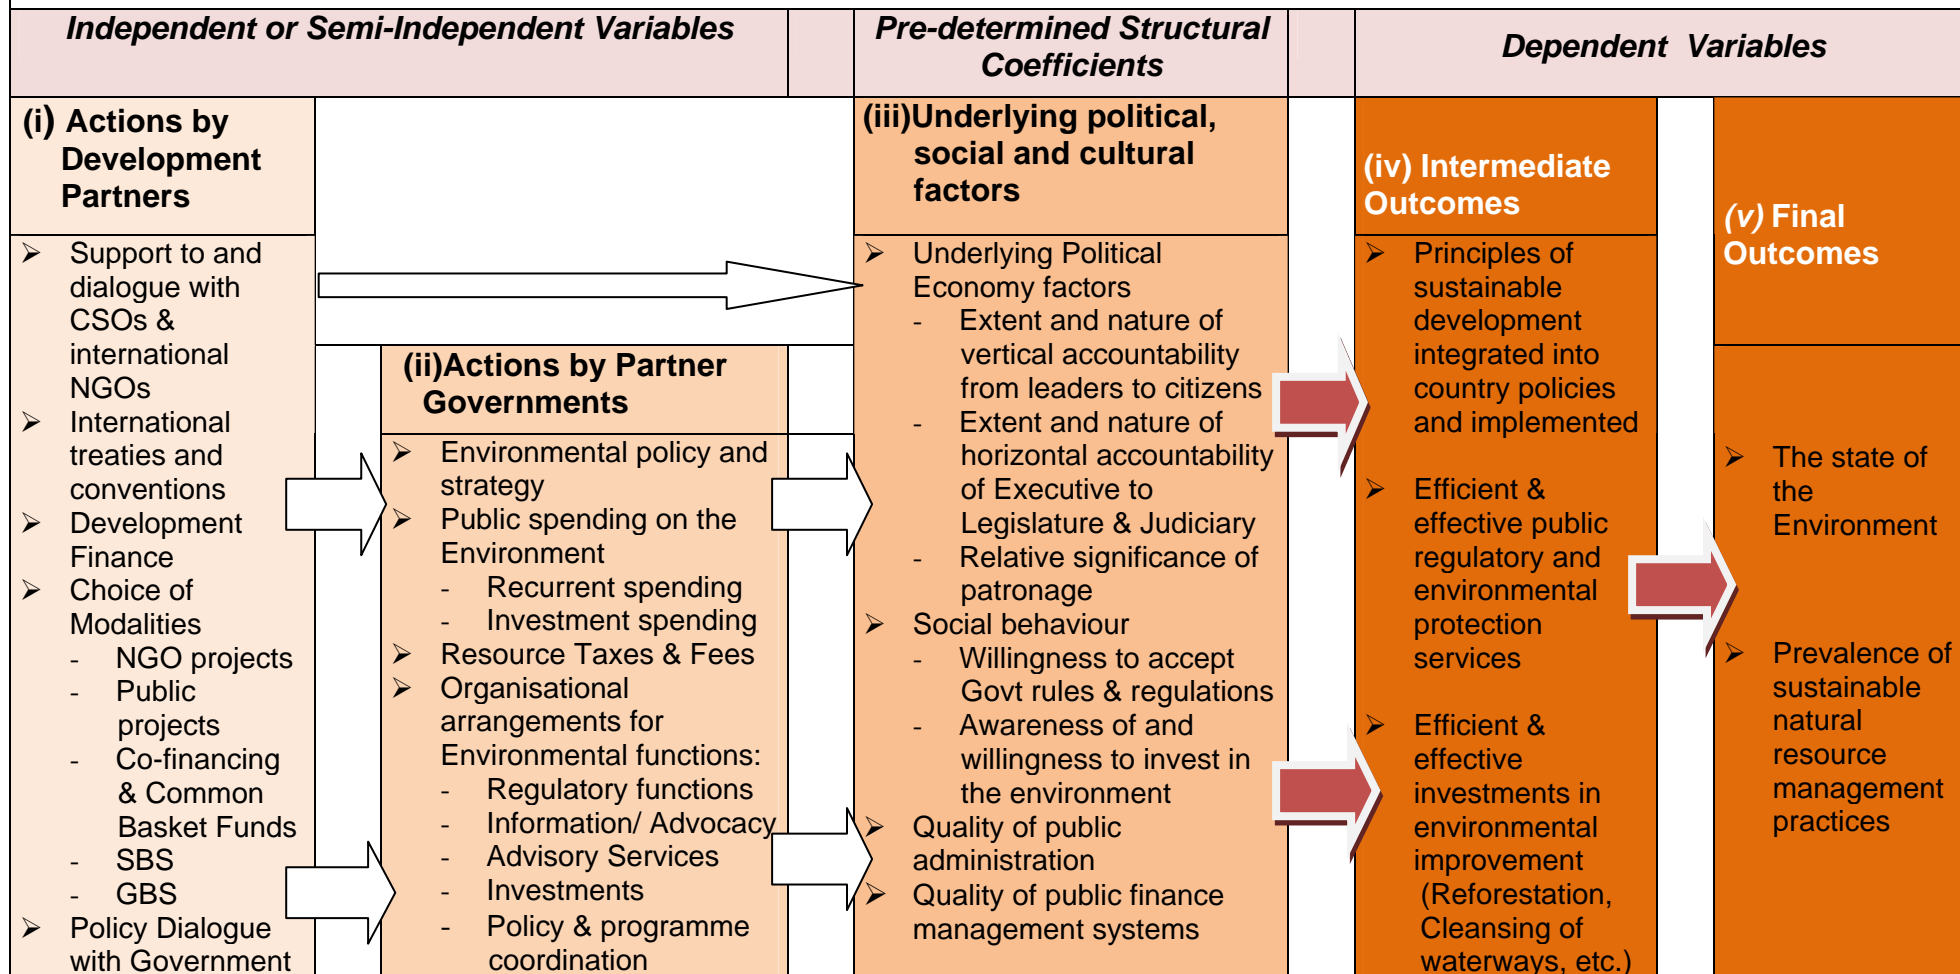 Independent or Semi-Independent Variables
Pre-determined Structural
Coefficients
Dependent Variables
(i) Actions by
Development
Partners
➢ Support to and
dialogue with
CSOs &
international
NGOs
➢ International
treaties and
conventions
➢ Development
Finance
➢ Choice of
Modalities
- NGO projects
- Public
projects
- Co-financing
& Common
Basket Funds
- SBS
- GBS
➢ Policy Dialogue
with Government
(ii)Actions by Partner
Governments
➢ Environmental policy and
strategy
➢ Public spending on the
Environment
- Recurrent spending
- Investment spending
➢ Resource Taxes & Fees
➢ Organisational
arrangements for
Environmental functions:
- Regulatory functions
- Information/ Advocacy
- Advisory Services
- Investments
- Policy & programme
coordination
(iii)Underlying political,
social and cultural
factors
➢ Underlying Political
Economy factors
- Extent and nature of
vertical accountability
from leaders to citizens
- Extent and nature of
horizontal accountability
of Executive to
Legislature & Judiciary
- Relative significance of
patronage
➢ Social behaviour
- Willingness to accept
Govt rules & regulations
- Awareness of and
willingness to invest in
the environment
➢ Quality of public
administration
➢ Quality of public finance
management systems
(iv) Intermediate
Outcomes
➢ Principles of
sustainable
development
integrated into
country policies
and implemented
➢ Efficient &
effective public
regulatory and
environmental
protection
services
➢ Efficient &
effective
investments in
environmental
improvement
(Reforestation,
Cleansing of
waterways, etc.)
(v) Final
Outcomes
➢ The state of
the
Environment
➢ Prevalence of
sustainable
natural
resource
management
practices